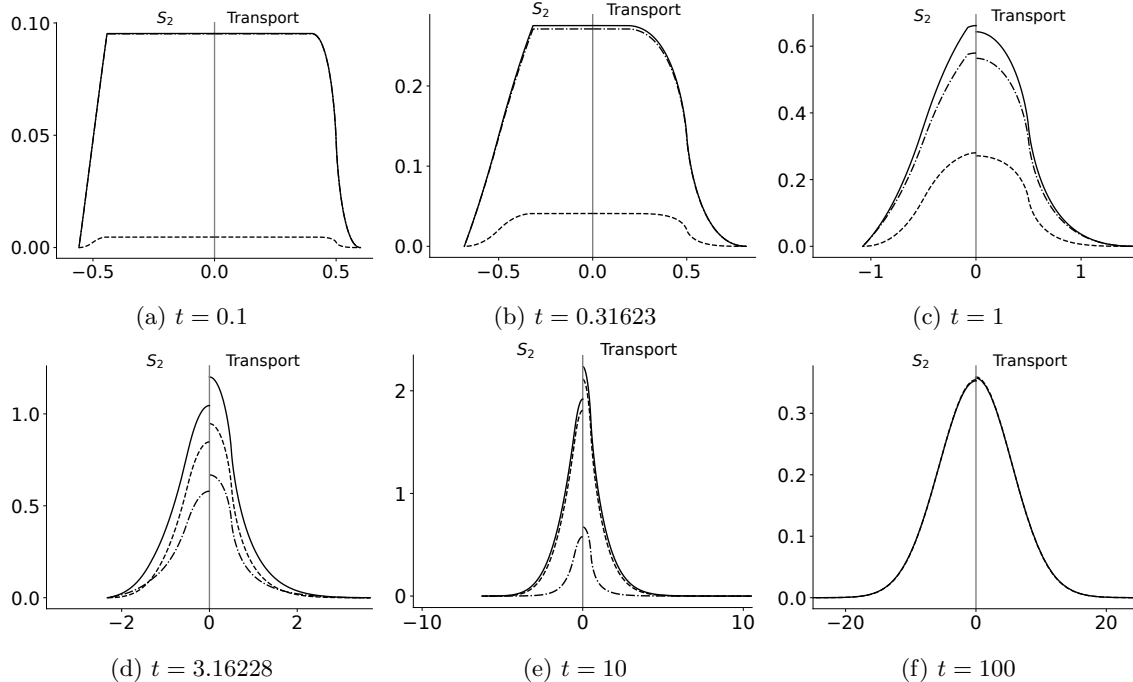 S₂ Transport
0.10
0.05
0.00
−0.5 0.0 0.5
(a) t = 0.1
S₂ Transport
0.2
0.1
0.0
−0.5 0.0 0.5
(b) t = 0.31623
S₂ Transport
0.6
0.4
0.2
0.0
−1 0 1
(c) t = 1
S₂ Transport
1.0
0.5
0.0
−2 0 2
(d) t = 3.16228
S₂ Transport
2
1
0
−10 0 10
(e) t = 10
S₂ Transport
0.3
0.2
0.1
0.0
−20 0 20
(f) t = 100